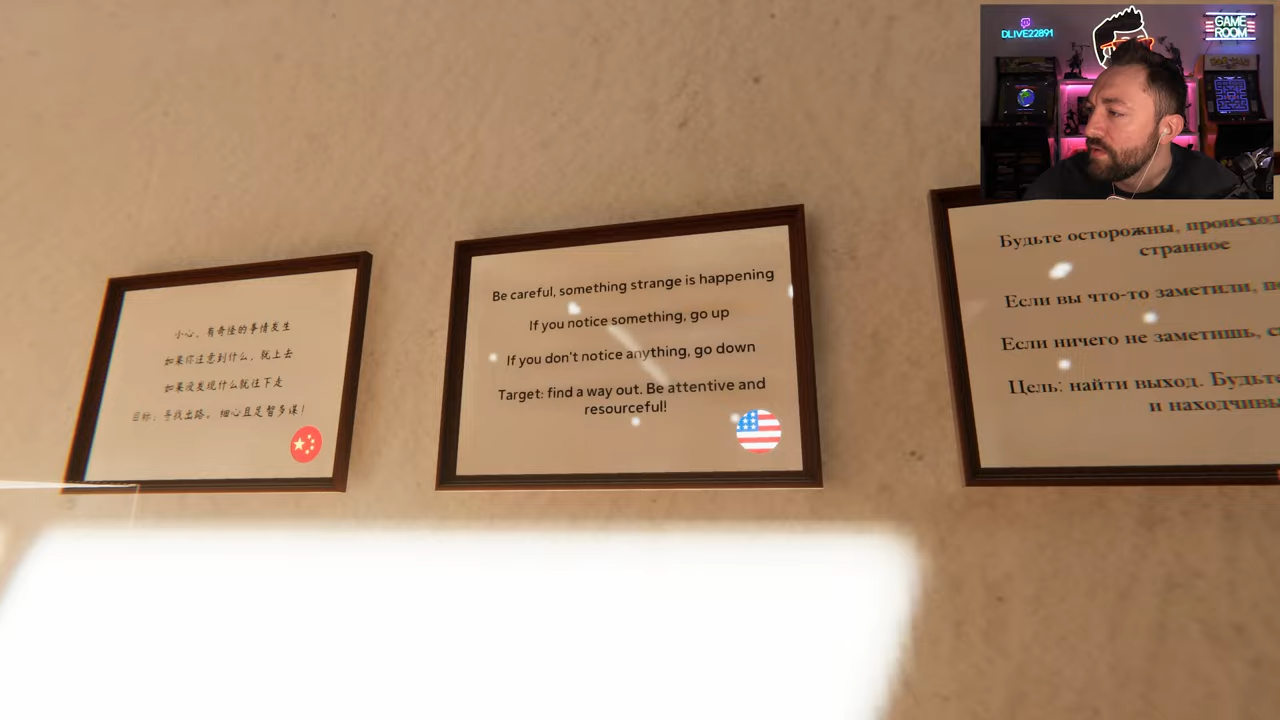 DLIVE22891
GAME
ROOM
小心，有奇怪的事情发生
如果你注意到什么，就上去
如果没发现什么就往下走
目标：寻找出路。细心且足智多谋！
Be careful, something strange is happening
If you notice something, go up
If you don't notice anything, go down
Target: find a way out. Be attentive and
resourceful!
Будьте осторожны, происход
странное
Если вы что-то заметили,
Если ничего не заметишь,
Цель: найти выход. Будьте
и находчивы